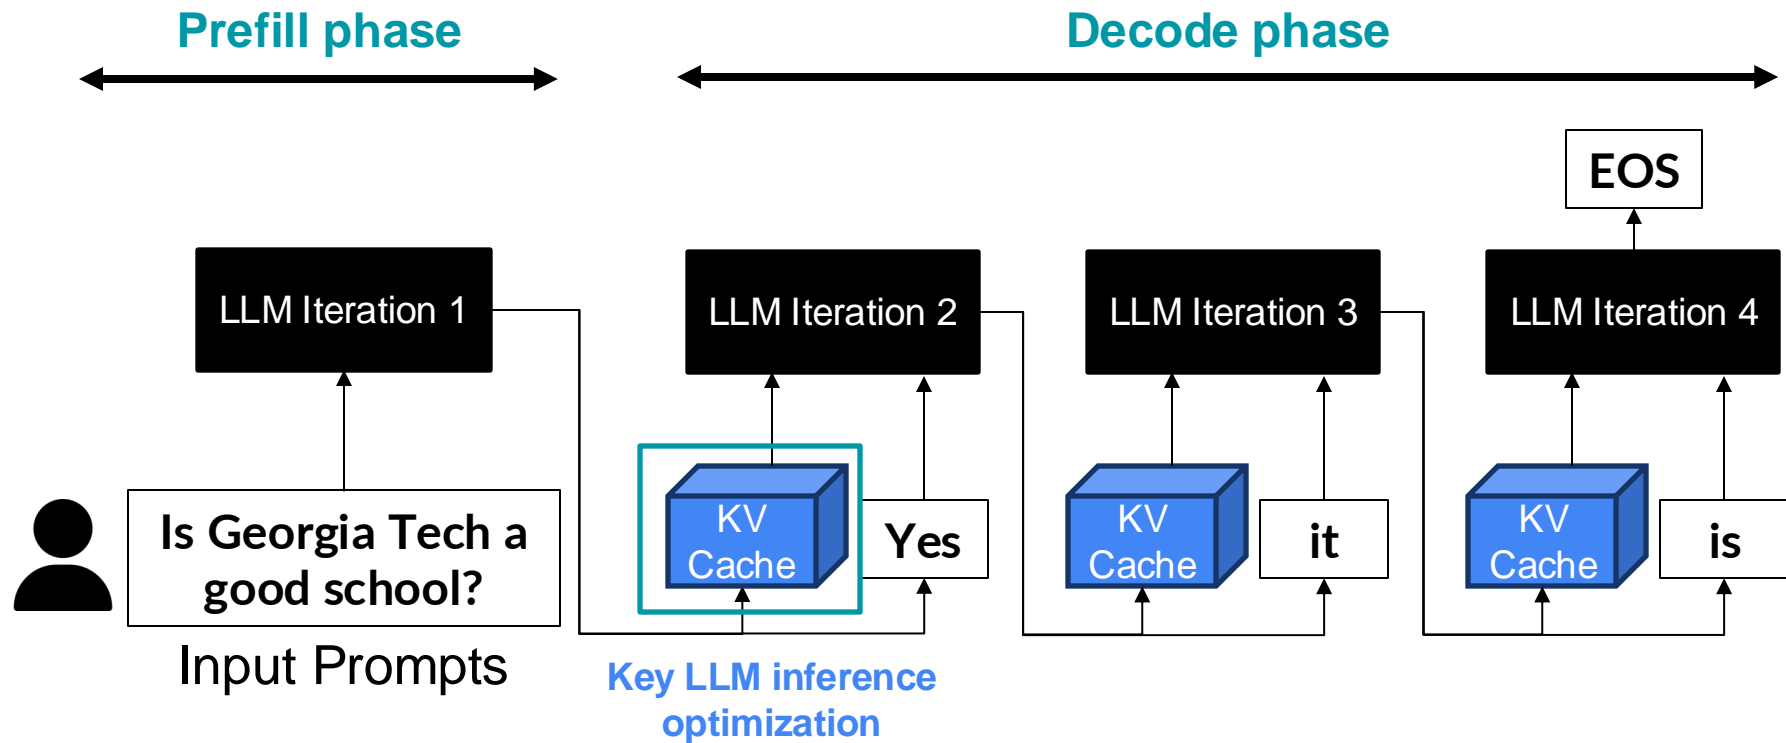 Prefill phase
Decode phase
EOS
LLM Iteration 1
LLM Iteration 2
LLM Iteration 3
LLM Iteration 4
Is Georgia Tech a
good school?
KV
Cache
Yes
KV
Cache
it
KV
Cache
is
Input Prompts
Key LLM inference
optimization